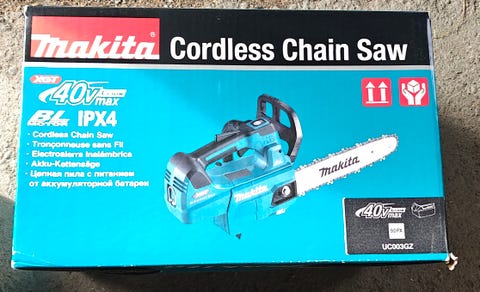 makita Cordless Chain Saw
XGT
40Vmax
BL MOTOR IPX4
· Cordless Chain Saw
· Tronçonneuse sans Fil
· Electrosierra Inalámbrica
· Akku-Kettensäge
· Цепная пила с питанием
от аккумуляторной батареи
makita
40Vmax
UC003GZ